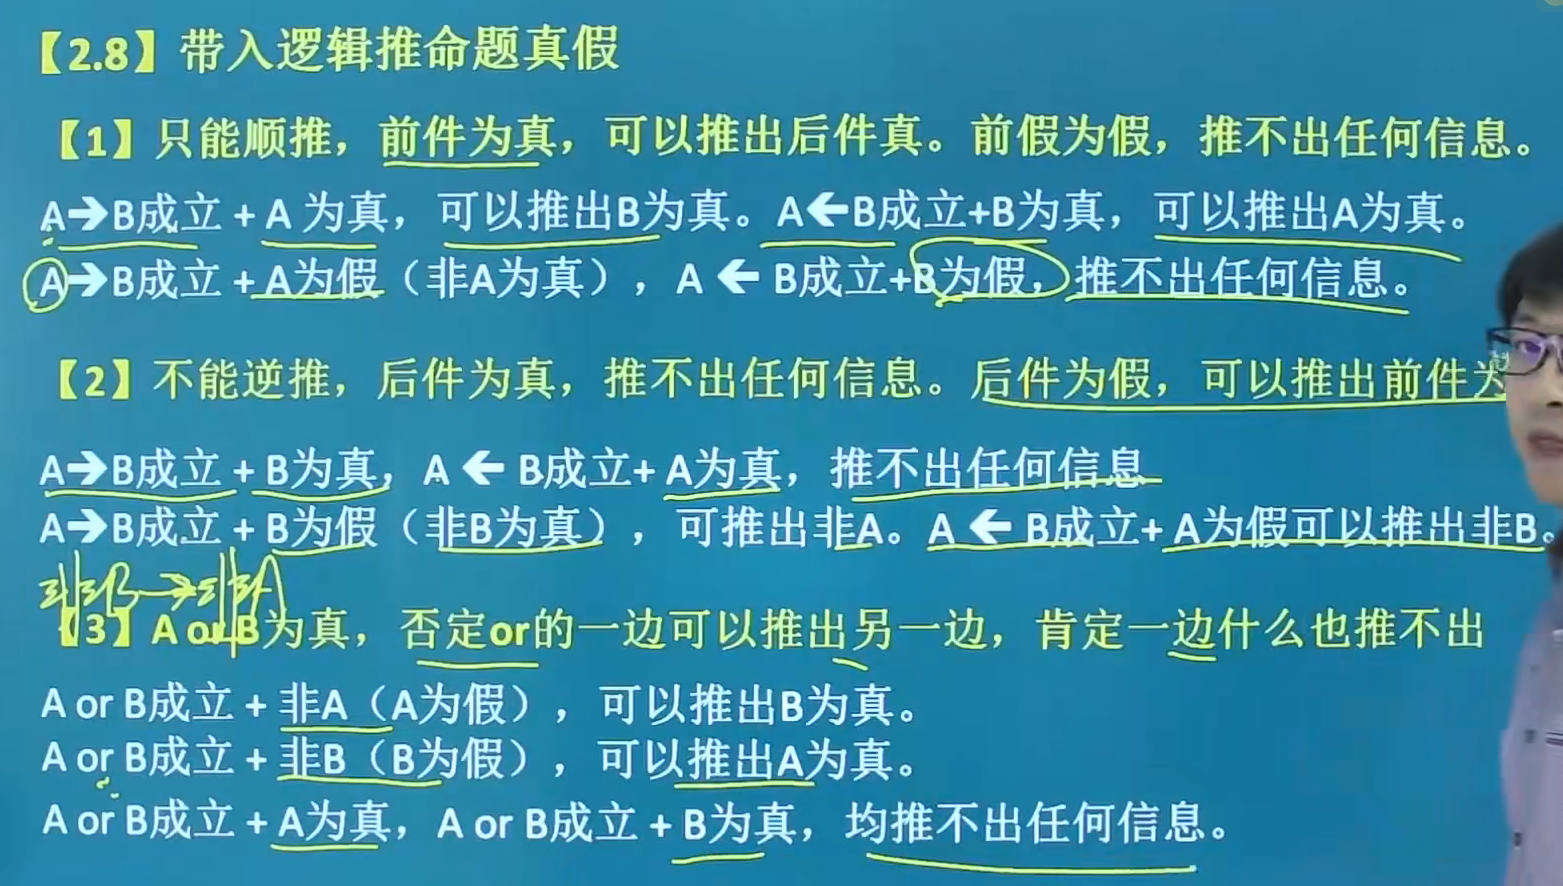 【2.8】带入逻辑推命题真假
【1】只能顺推，前件为真，可以推出后件真。前假为假，推不出任何信息。
A→B成立 + A 为真，可以推出B为真。A←B成立+B为真，可以推出A为真。
A→B成立 + A为假（非A为真），A ← B成立+B为假，推不出任何信息。
【2】不能逆推，后件为真，推不出任何信息。后件为假，可以推出前件为
A→B成立 + B为真，A ← B成立+ A为真，推不出任何信息
A→B成立 + B为假（非B为真），可推出非A。A ← B成立+ A为假可以推出非B。
非B→非A
【3】A or B为真，否定or的一边可以推出另一边，肯定一边什么也推不出
A or B成立 + 非A（A为假），可以推出B为真。
A or B成立 + 非B（B为假），可以推出A为真。
A or B成立 + A为真，A or B成立 + B为真，均推不出任何信息。